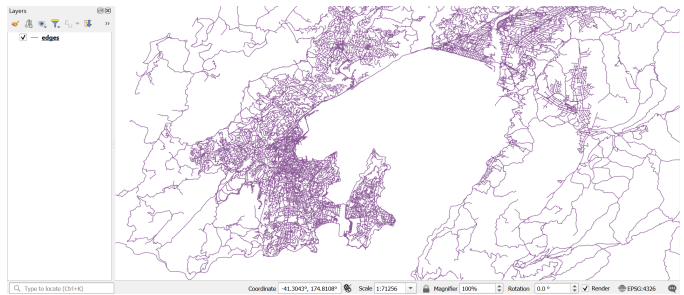 Layers
edges
Type to locate (Ctrl+K)
Coordinate -41.3043°, 174.8108° Scale 1:71256 Magnifier 100% Rotation 0.0 ° Render EPSG:4326